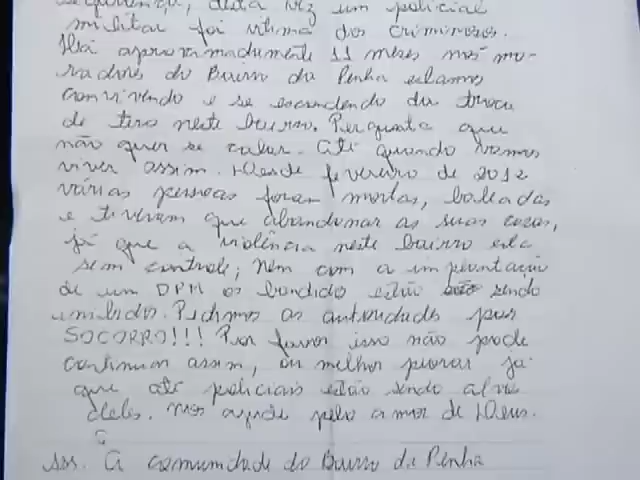 segurança, desta vez um policial
militar foi vitima dos criminosos.
Há aproximadamente 11 meses nós mo-
radores do Bairro da Penha estamos
convivendo e se escondendo da troca
de tiros neste bairro. Pergunta que
não quer se calar. Até quando vamos
viver assim. Desde fevereiro de 2012
várias pessoas foram mortas, baleadas
e tiveram que abandonar as suas casas,
já que a violência neste bairro esta
sem controle; Nem com a implantação
de um DPM os bandido estão sendo
inibidos. Pedimos as autoridades por
SOCORRO!!! Por favor isso não pode
continuar assim, ou melhor piorar ja
que até policiais estão sendo alvo
deles. Nos ajude pelo amor de Deus.
Ass. A comunidade do Bairro da Penha